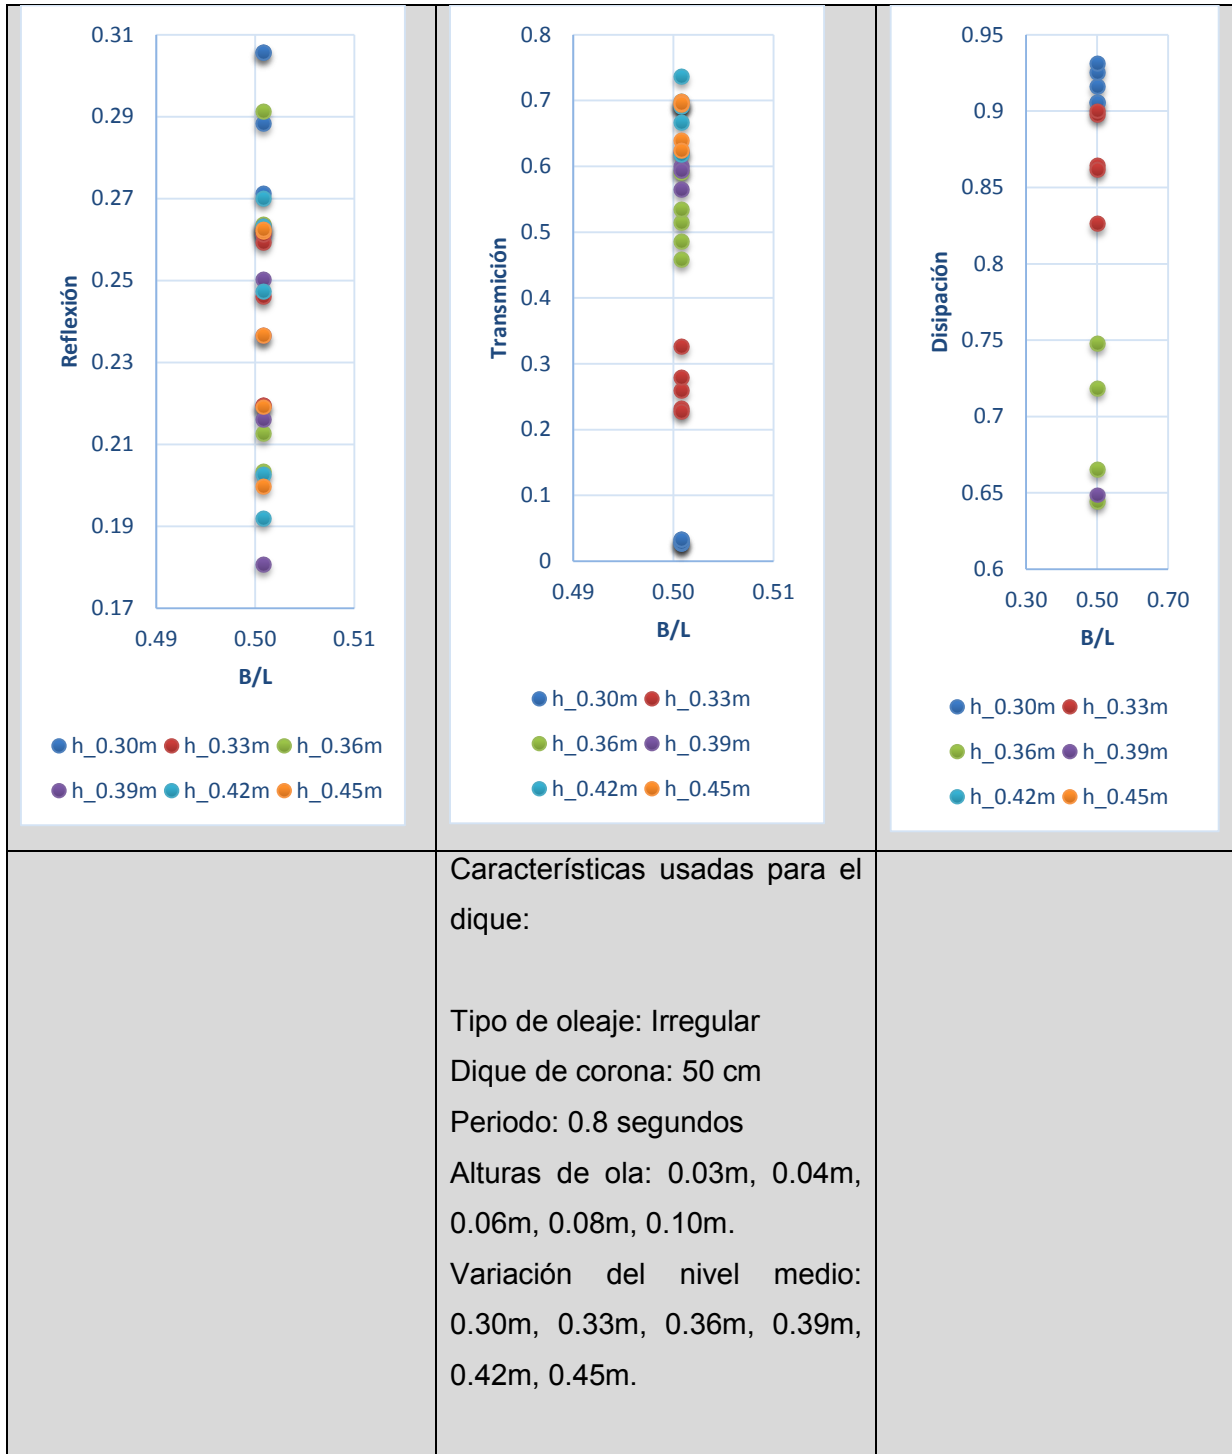 0.31
0.29
0.27
0.25
0.23
0.21
0.19
0.17
Reflexión
0.49 0.50 0.51
B/L
h_0.30m h_0.33m h_0.36m
h_0.39m h_0.42m h_0.45m
0.8
0.7
0.6
0.5
0.4
0.3
0.2
0.1
0
Transmición
0.49 0.50 0.51
B/L
h_0.30m h_0.33m
h_0.36m h_0.39m
h_0.42m h_0.45m
0.95
0.9
0.85
0.8
0.75
0.7
0.65
0.6
Disipación
0.30 0.50 0.70
B/L
h_0.30m h_0.33m
h_0.36m h_0.39m
h_0.42m h_0.45m
Características usadas para el
dique:
Tipo de oleaje: Irregular
Dique de corona: 50 cm
Periodo: 0.8 segundos
Alturas de ola: 0.03m, 0.04m,
0.06m, 0.08m, 0.10m.
Variación del nivel medio:
0.30m, 0.33m, 0.36m, 0.39m,
0.42m, 0.45m.